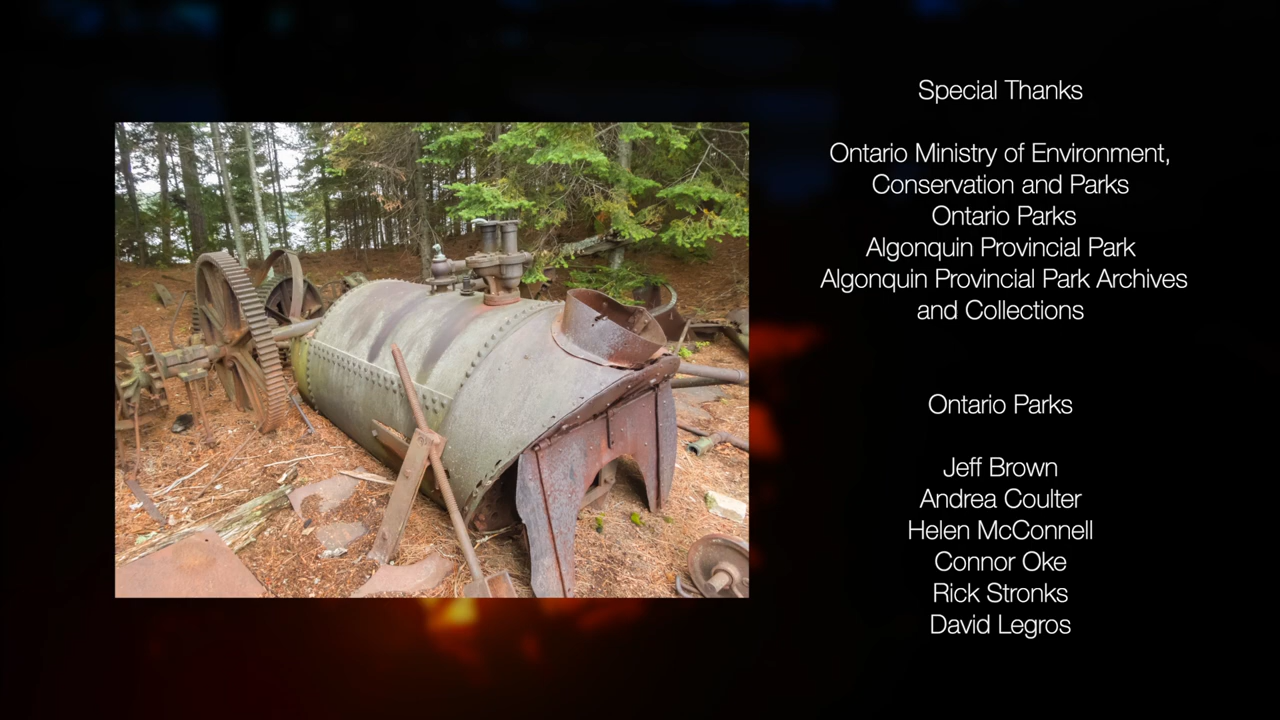 Special Thanks
Ontario Ministry of Environment,
Conservation and Parks
Ontario Parks
Algonquin Provincial Park
Algonquin Provincial Park Archives
and Collections
Ontario Parks
Jeff Brown
Andrea Coulter
Helen McConnell
Connor Oke
Rick Stronks
David Legros